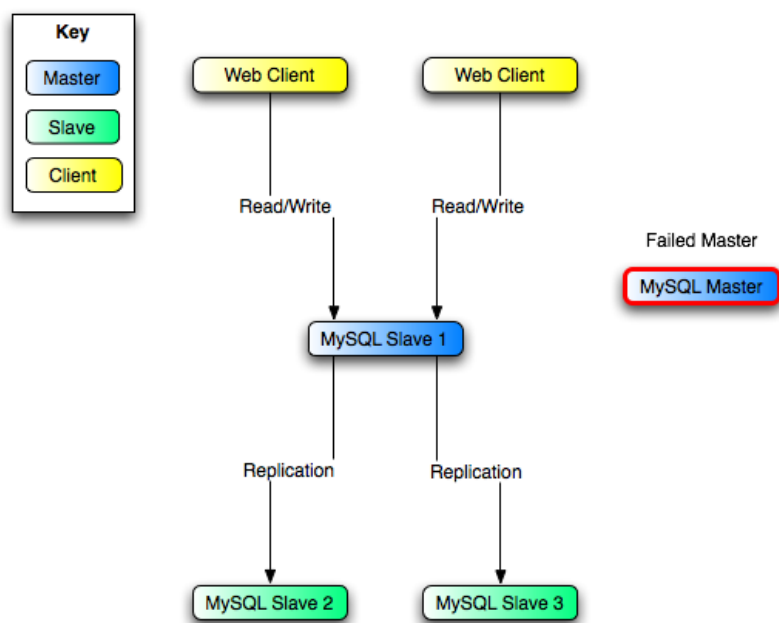 Key
Master
Slave
Client
Web Client
Web Client
Read/Write
Read/Write
Failed Master
MySQL Master
MySQL Slave 1
Replication
Replication
MySQL Slave 2
MySQL Slave 3